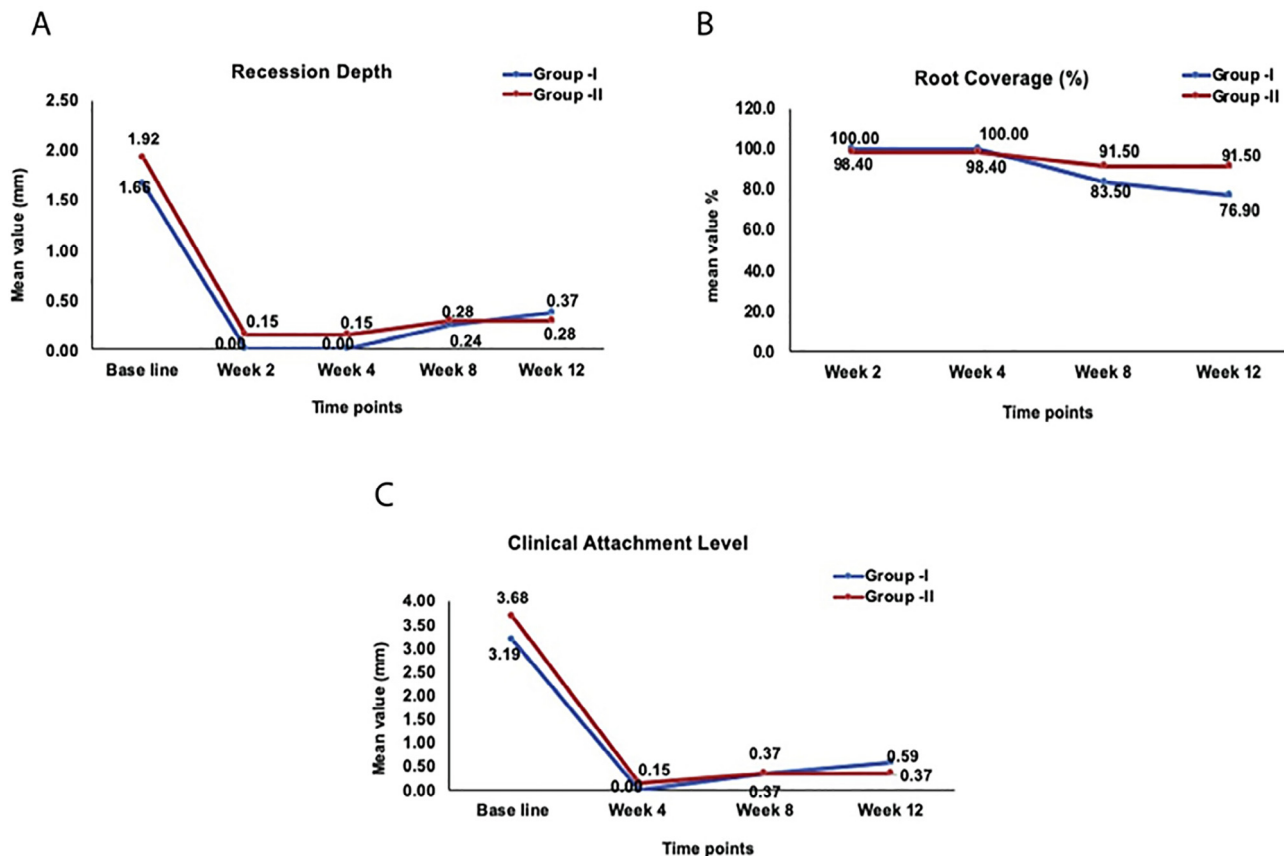 A
Recession Depth
Group -I
Group -II
2.50
2.00
1.50
1.00
0.50
0.00
Mean value (mm)
1.92
1.66
0.15
0.00
0.15
0.00
0.28
0.24
0.37
0.28
Base line Week 2 Week 4 Week 8 Week 12
Time points
B
Root Coverage (%)
Group -I
Group -II
120.0
100.0
80.0
60.0
40.0
20.0
0.0
mean value %
100.00
98.40
100.00
98.40
91.50
83.50
91.50
76.90
Week 2 Week 4 Week 8 Week 12
Time points
C
Clinical Attachment Level
Group -I
Group -II
4.00
3.50
3.00
2.50
2.00
1.50
1.00
0.50
0.00
Mean value (mm)
3.68
3.19
0.15
0.00
0.37
0.37
0.59
0.37
Base line Week 4 Week 8 Week 12
Time points